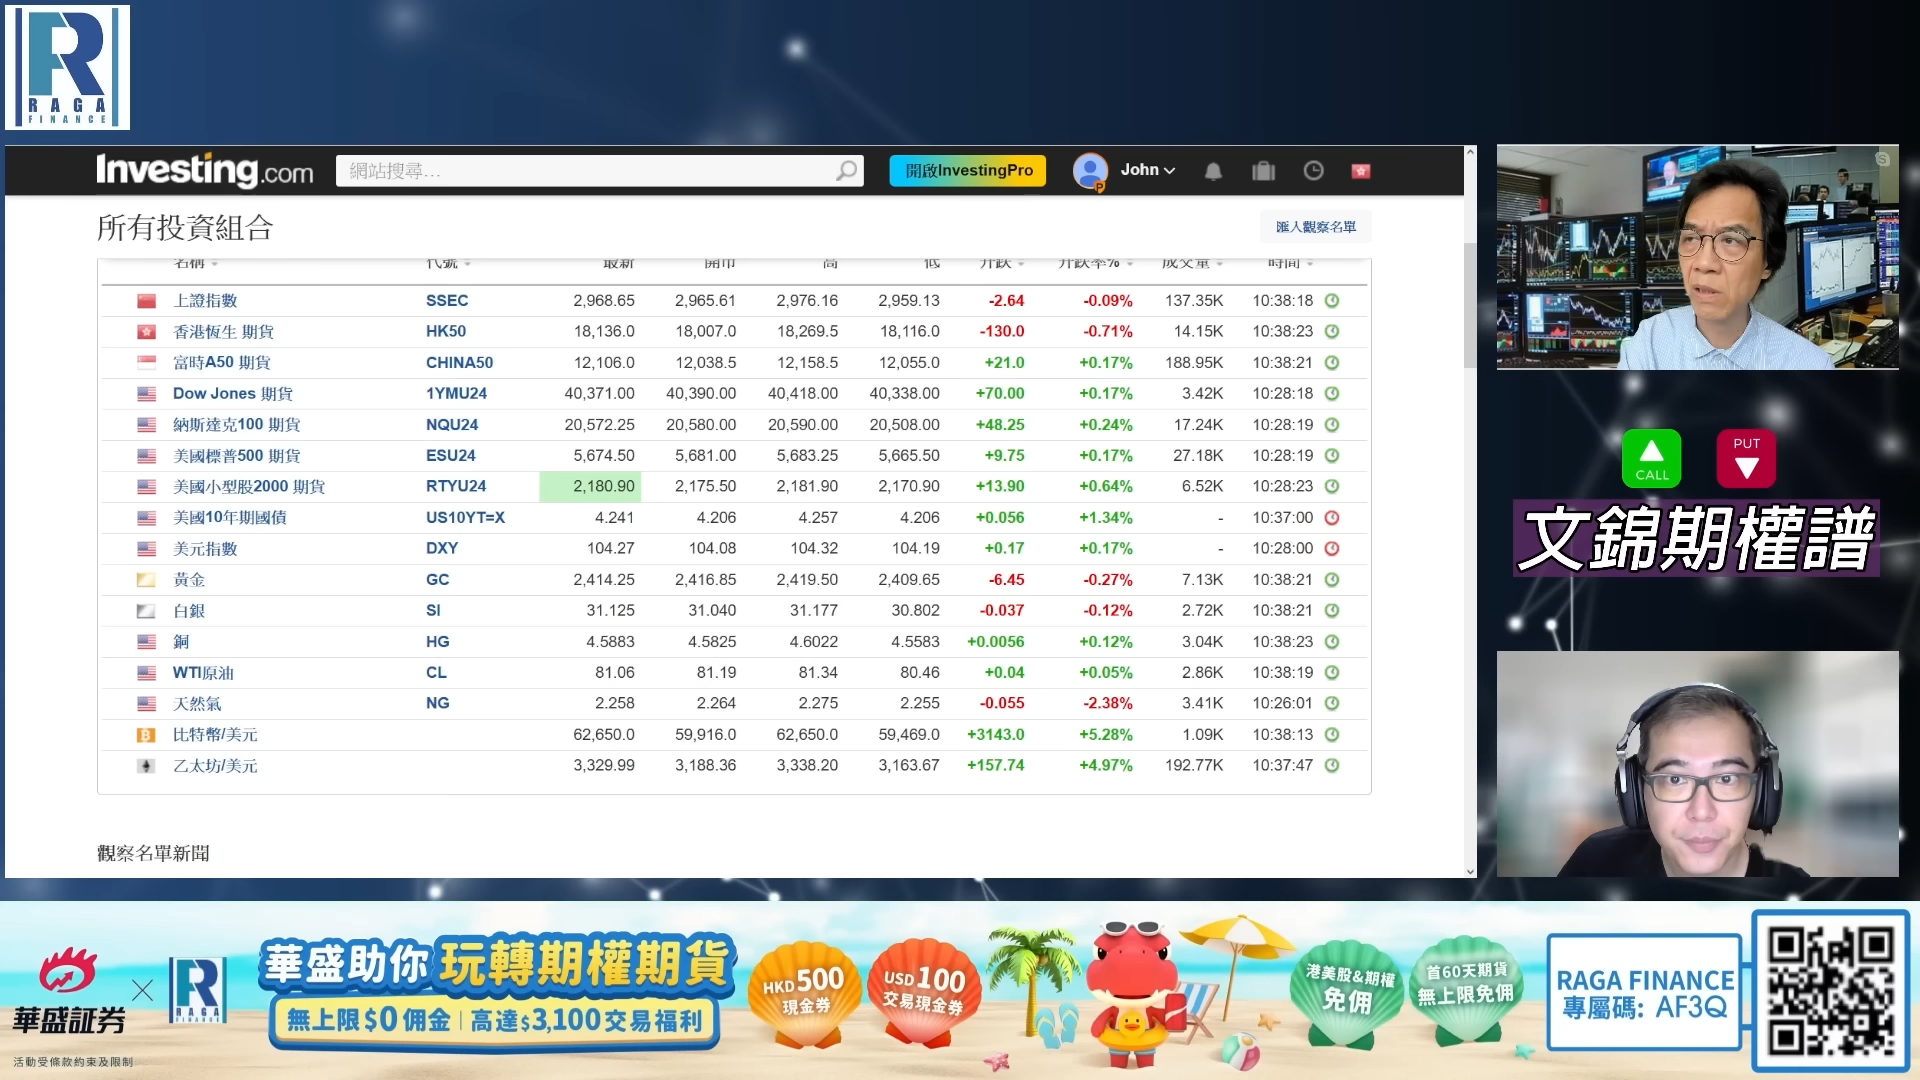 RAGA
FINANCE
Investing.com
網站搜尋...
開啟InvestingPro
John
所有投資組合
匯入觀察名單
名稱 代號 最新 開市 高 低 升跌 升跌率% 成交量 時間
上證指數 SSEC 2,968.65 2,965.61 2,976.16 2,959.13 -2.64 -0.09% 137.35K 10:38:18
香港恆生 期貨 HK50 18,136.0 18,007.0 18,269.5 18,116.0 -130.0 -0.71% 14.15K 10:38:23
富時A50 期貨 CHINA50 12,106.0 12,038.5 12,158.5 12,055.0 +21.0 +0.17% 188.95K 10:38:21
Dow Jones 期貨 1YMU24 40,371.00 40,390.00 40,418.00 40,338.00 +70.00 +0.17% 3.42K 10:28:18
納斯達克100 期貨 NQU24 20,572.25 20,580.00 20,590.00 20,508.00 +48.25 +0.24% 17.24K 10:28:19
美國標普500 期貨 ESU24 5,674.50 5,681.00 5,683.25 5,665.50 +9.75 +0.17% 27.18K 10:28:19
美國小型股2000 期貨 RTYU24 2,180.90 2,175.50 2,181.90 2,170.90 +13.90 +0.64% 6.52K 10:28:23
美國10年期國債 US10YT=X 4.241 4.206 4.257 4.206 +0.056 +1.34% - 10:37:00
美元指數 DXY 104.27 104.08 104.32 104.19 +0.17 +0.17% - 10:28:00
黃金 GC 2,414.25 2,416.85 2,419.50 2,409.65 -6.45 -0.27% 7.13K 10:38:21
白銀 SI 31.125 31.040 31.177 30.802 -0.037 -0.12% 2.72K 10:38:21
銅 HG 4.5883 4.5825 4.6022 4.5583 +0.0056 +0.12% 3.04K 10:38:23
WTI原油 CL 81.06 81.19 81.34 80.46 +0.04 +0.05% 2.86K 10:38:19
天然氣 NG 2.258 2.264 2.275 2.255 -0.055 -2.38% 3.41K 10:26:01
比特幣/美元 62,650.0 59,916.0 62,650.0 59,469.0 +3143.0 +5.28% 1.09K 10:38:13
乙太坊/美元 3,329.99 3,188.36 3,338.20 3,163.67 +157.74 +4.97% 192.77K 10:37:47
觀察名單新聞
CALL
PUT
文錦期權譜
華盛証券
RAGA
FINANCE
活動受條款約束及限制
華盛助你玩轉期權期貨
無上限$0佣金|高達$3,100交易福利
HKD500
現金券
USD100
交易現金券
港美股&期權
免佣
首60天期貨
無上限免佣
RAGA FINANCE
專屬碼: AF3Q